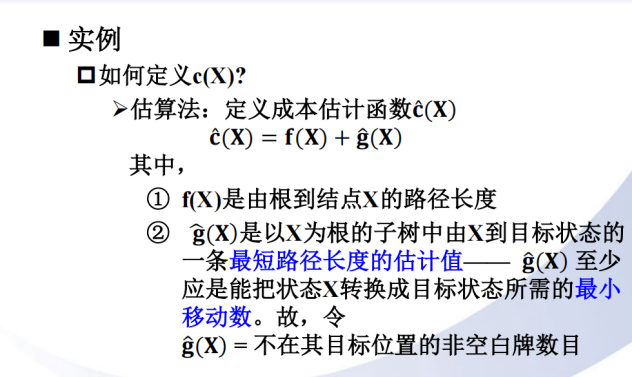 ■ 实例
❑如何定义c(X)?
➢估算法：定义成本估计函数ĉ(X)
ĉ(X) = f(X) + ĝ(X)
其中，
① f(X)是由根到结点X的路径长度
② ĝ(X)是以X为根的子树中由X到目标状态的
一条最短路径长度的估计值—— ĝ(X) 至少
应是能把状态X转换成目标状态所需的最小
移动数。故，令
ĝ(X) = 不在其目标位置的非空白牌数目